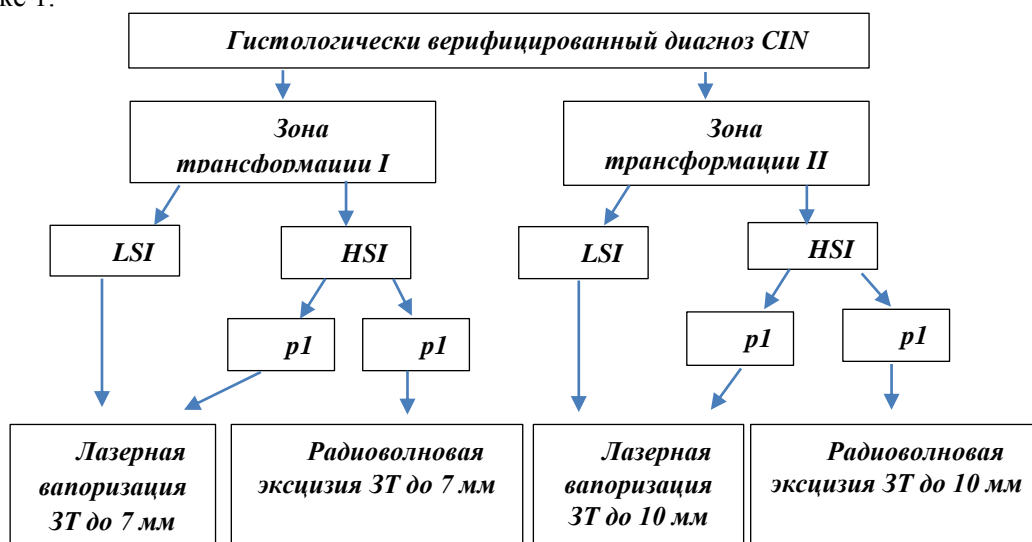 ке 1.
Гистологически верифицированный диагноз CIN
Зона
трансформации I
Зона
трансформации II
LSI
HSI
LSI
HSI
p1
p1
p1
p1
Лазерная
вапоризация
ЗТ до 7 мм
Радиоволновая
эксцизия ЗТ до 7 мм
Лазерная
вапоризация
ЗТ до 10 мм
Радиоволновая
эксцизия ЗТ до 10 мм